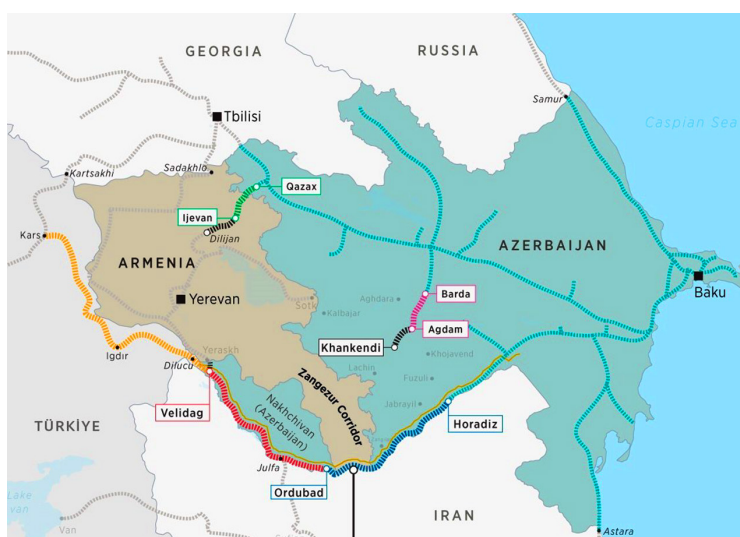 GEORGIA
RUSSIA
Samur
Tbilisi
Caspian Sea
Sadakhlo
Kartsakhi
Qazax
Ijevan
Kars
Dilijan
AZERBAIJAN
ARMENIA
Baku
Yerevan
Sotk
Aghdara
Barda
Kalbajar
Agdam
Khankendi
Igdır
Yeraskh
Dilucu
Khojavend
Lachin
Fuzuli
Zangezur Corridor
Velidag
Nakhchivan
(Azerbaijan)
Jabrayil
Horadiz
TÜRKİYE
Julfa
Ordubad
Lake
van
Van
IRAN
Astara